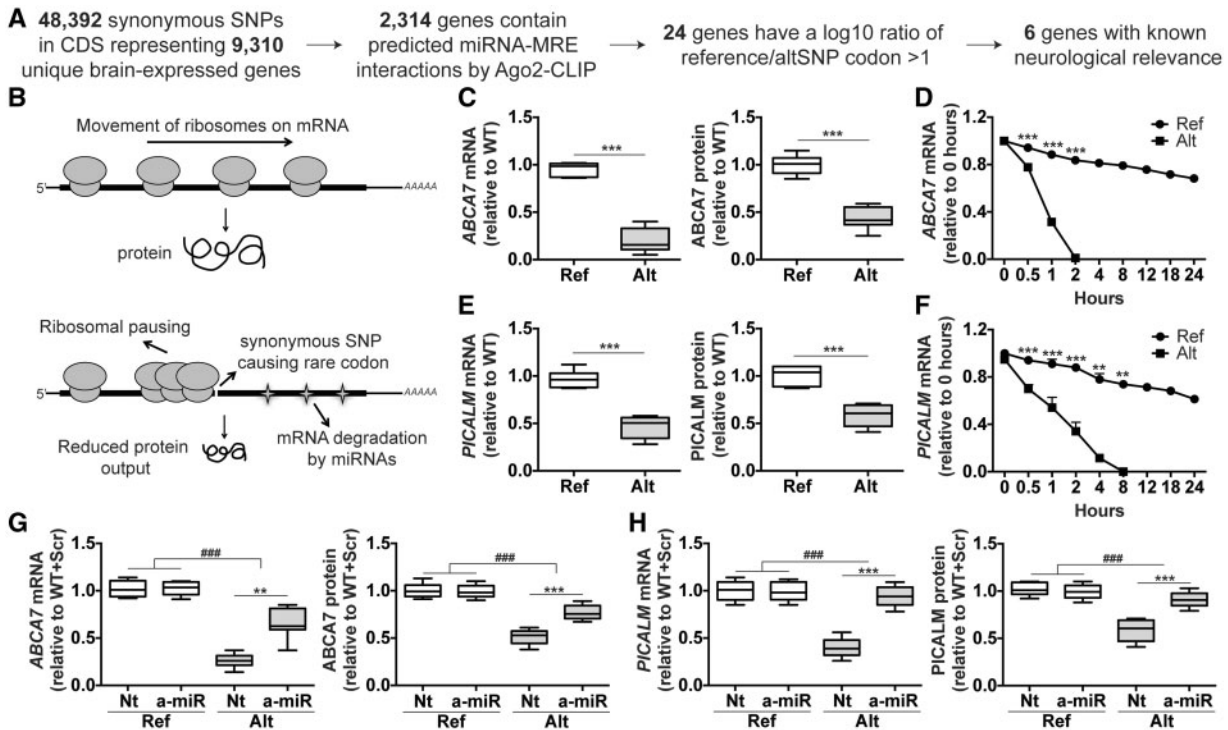 A
48,392 synonymous SNPs
in CDS representing 9,310
unique brain-expressed genes
2,314 genes contain
predicted miRNA-MRE
interactions by Ago2-CLIP
24 genes have a log10 ratio of
reference/altSNP codon >1
6 genes with known
neurological relevance
B
Movement of ribosomes on mRNA
5'
AAAAA
protein
Ribosomal pausing
synonymous SNP
causing rare codon
5'
AAAAA
Reduced protein
output
mRNA degradation
by miRNAs
C
ABCA7 mRNA
(relative to WT)
1.5
1.0
0.5
0.0
***
Ref Alt
ABCA7 protein
(relative to WT)
1.5
1.0
0.5
0.0
***
Ref Alt
D
ABCA7 mRNA
(relative to 0 hours)
1.2
0.8
0.4
0.0
*** *** ***
Ref
Alt
0 0.5 1 2 4 8 12 18 24
Hours
E
PICALM mRNA
(relative to WT)
1.5
1.0
0.5
0.0
***
Ref Alt
PICALM protein
(relative to WT)
1.5
1.0
0.5
0.0
***
Ref Alt
F
PICALM mRNA
(relative to 0 hours)
1.2
0.8
0.4
0.0
*** *** *** ** **
Ref
Alt
0 0.5 1 2 4 8 12 18 24
Hours
G
ABCA7 mRNA
(relative to WT+Scr)
1.5
1.0
0.5
0.0
###
**
Nt a-miR Nt a-miR
Ref Alt
ABCA7 protein
(relative to WT+Scr)
1.5
1.0
0.5
0.0
###
***
Nt a-miR Nt a-miR
Ref Alt
H
PICALM mRNA
(relative to WT+Scr)
1.5
1.0
0.5
0.0
###
***
Nt a-miR Nt a-miR
Ref Alt
PICALM protein
(relative to WT+Scr)
1.5
1.0
0.5
0.0
###
***
Nt a-miR Nt a-miR
Ref Alt